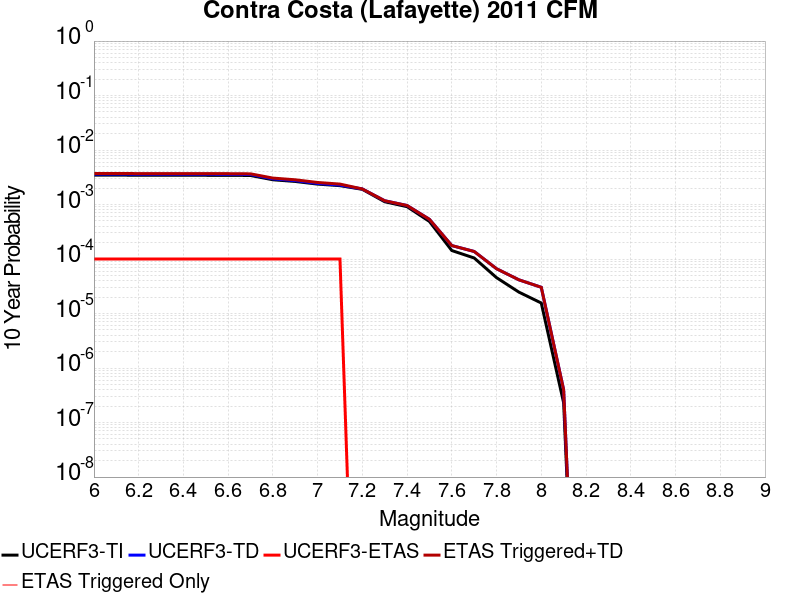 Contra Costa (Lafayette) 2011 CFM
10 Year Probability
10^0
10^-1
10^-2
10^-3
10^-4
10^-5
10^-6
10^-7
10^-8
6 6.2 6.4 6.6 6.8 7 7.2 7.4 7.6 7.8 8 8.2 8.4 8.6 8.8 9
Magnitude
UCERF3-TI UCERF3-TD UCERF3-ETAS ETAS Triggered+TD
ETAS Triggered Only